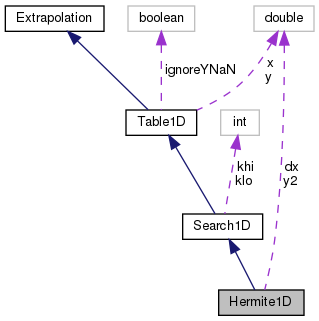 Extrapolation
boolean
double
ignoreYNaN
x
y
Table1D
int
khi
klo
dx
y2
Search1D
Hermite1D